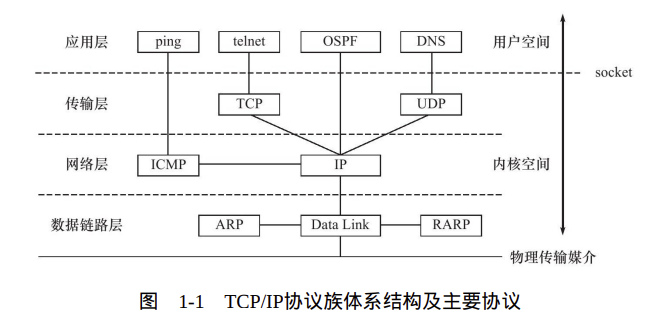 应用层 ping telnet OSPF DNS 用户空间
socket
传输层 TCP UDP
网络层 ICMP IP 内核空间
数据链路层 ARP Data Link RARP
物理传输媒介
图 1-1 TCP/IP协议族体系结构及主要协议